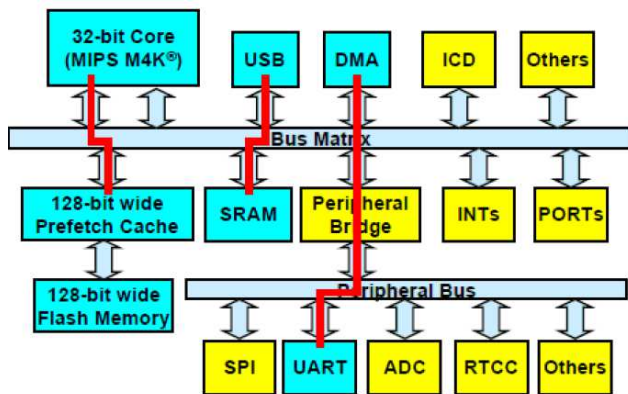 32-bit Core
(MIPS M4K®)
USB
DMA
ICD
Others
Bus Matrix
128-bit wide
Prefetch Cache
SRAM
Peripheral
Bridge
INTs
PORTs
128-bit wide
Flash Memory
Peripheral Bus
SPI
UART
ADC
RTCC
Others